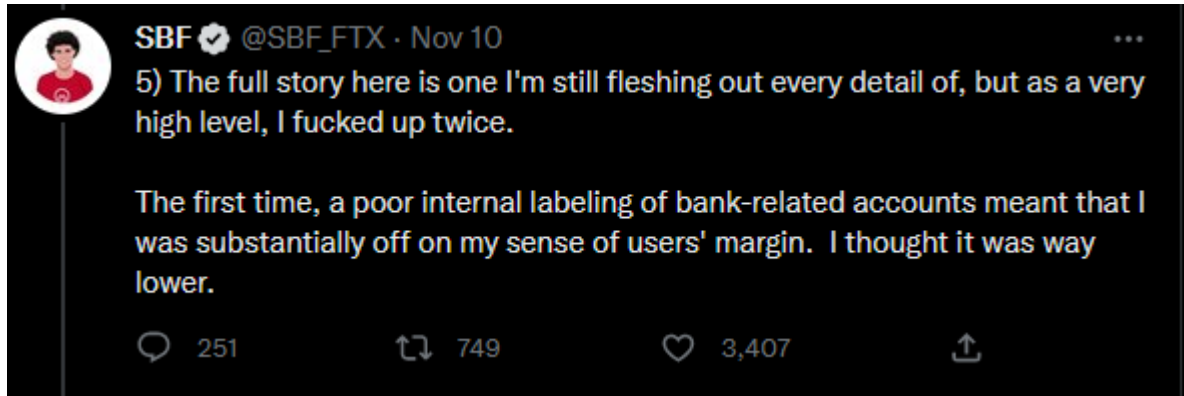 SBF @SBF_FTX · Nov 10
5) The full story here is one I'm still fleshing out every detail of, but as a very
high level, I fucked up twice.
The first time, a poor internal labeling of bank-related accounts meant that I
was substantially off on my sense of users' margin.  I thought it was way
lower.
251 749 3,407